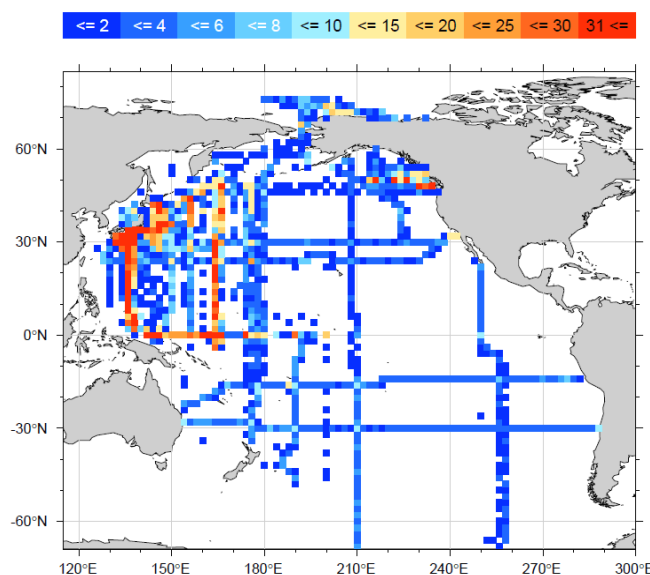 <= 2 <= 4 <= 6 <= 8 <= 10 <= 15 <= 20 <= 25 <= 30 31 <=
60°N
30°N
0°N
-30°N
-60°N
120°E 150°E 180°E 210°E 240°E 270°E 300°E